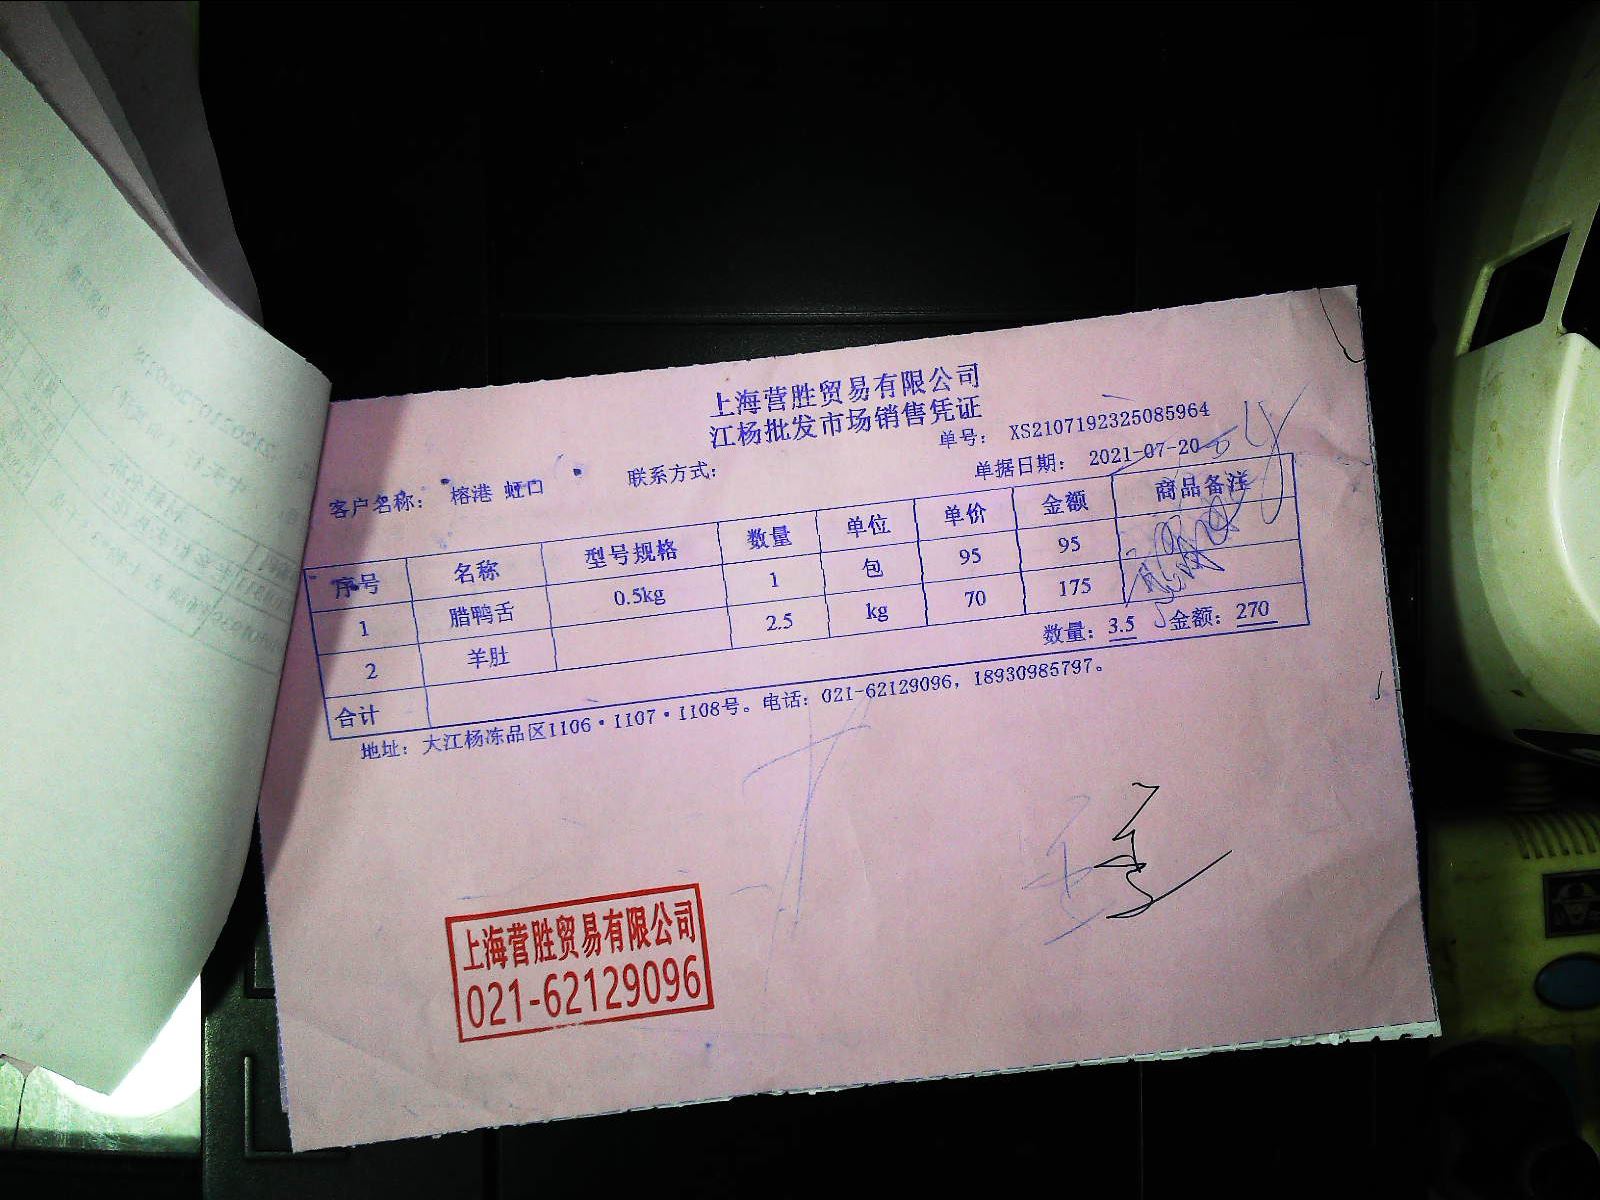 上海营胜贸易有限公司
江杨批发市场销售凭证
单号： XS2107192325085964
客户名称： 榕港 虹口 联系方式： 单据日期： 2021-07-20
序号 名称 型号规格 数量 单位 单价 金额 商品备注
1 腊鸭舌 0.5kg 1 包 95 95
2 羊肚 2.5 kg 70 175
合计 数量：3.5 金额：270
地址：大江杨冻品区1106·1107·1108号。电话：021-62129096，18930985797。
上海营胜贸易有限公司
021-62129096